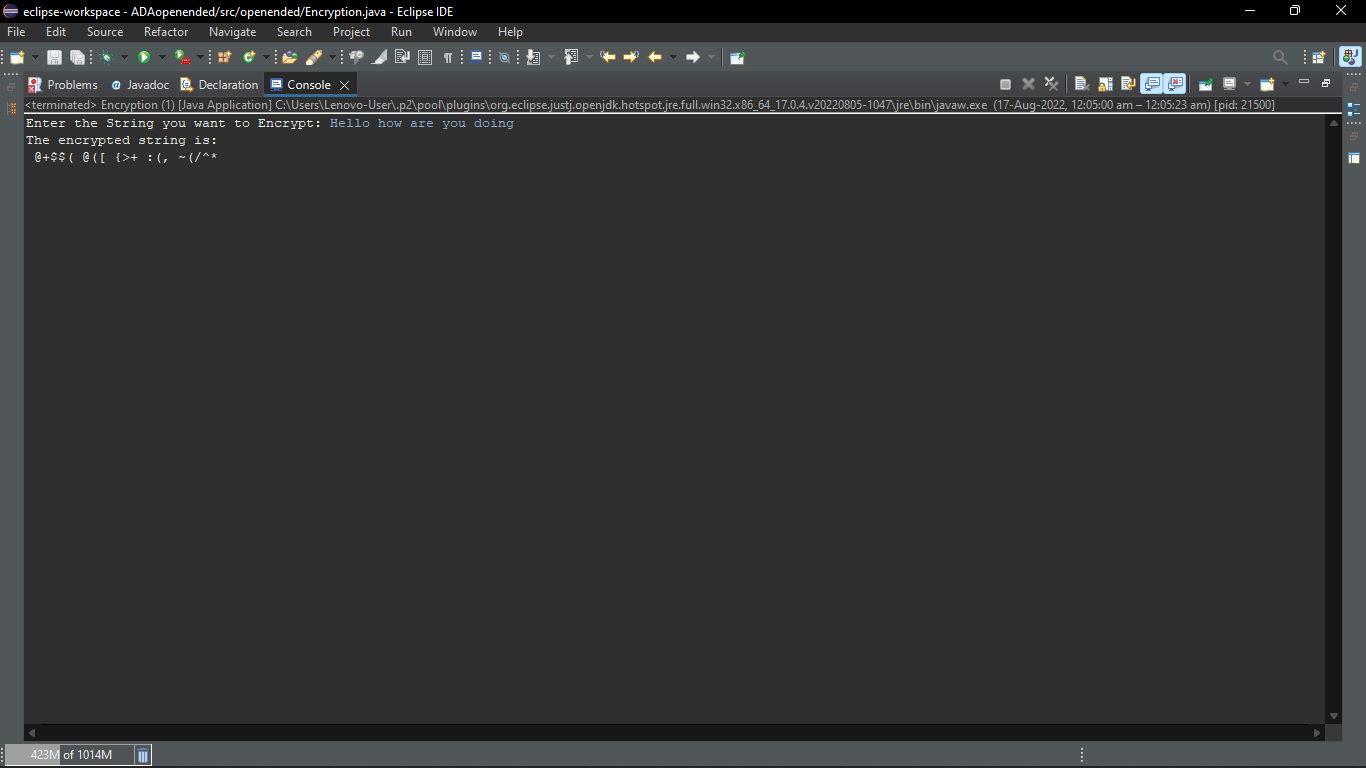 eclipse-workspace - ADAopenended/src/openended/Encryption.java - Eclipse IDE
File Edit Source Refactor Navigate Search Project Run Window Help
Problems @ Javadoc Declaration Console
<terminated> Encryption (1) [Java Application] C:\Users\Lenovo-User\.p2\pool\plugins\org.eclipse.justj.openjdk.hotspot.jre.full.win32.x86_64_17.0.4.v20220805-1047\jre\bin\javaw.exe (17-Aug-2022, 12:05:00 am – 12:05:23 am) [pid: 21500]
Enter the String you want to Encrypt: Hello how are you doing
The encrypted string is:
@+$$( @([ {>+ :(, ~(/^*
423M of 1014M